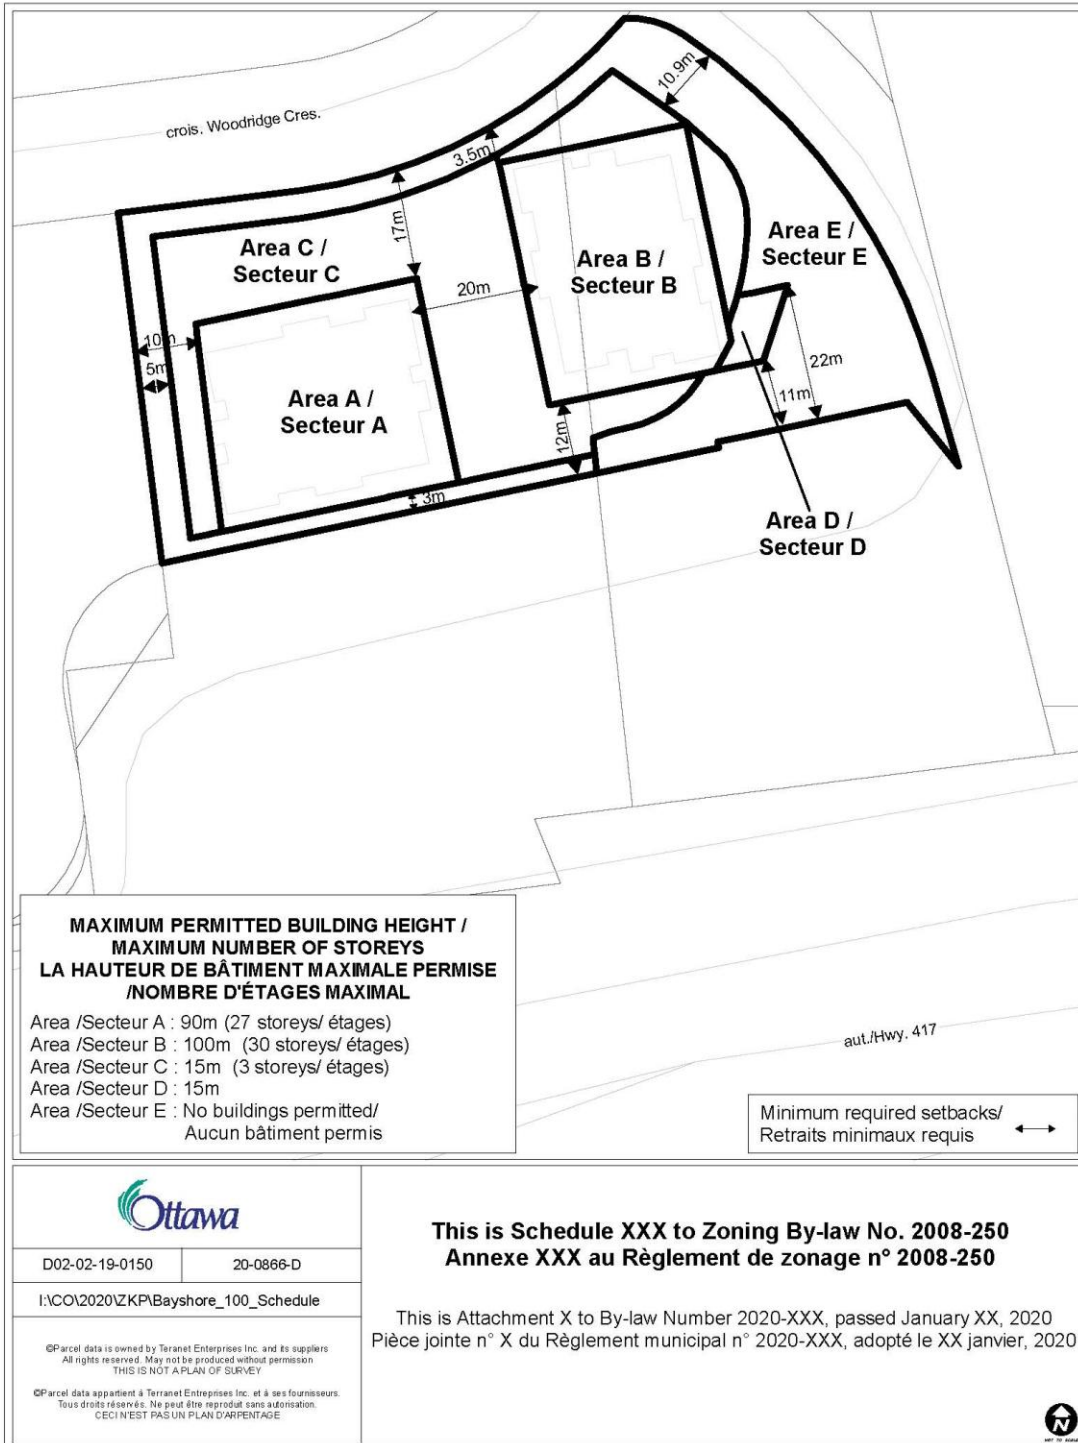 crois. Woodridge Cres.
10.9m
3.5m
17m
Area C /
Secteur C
Area B /
Secteur B
Area E /
Secteur E
20m
10m
5m
22m
11m
Area A /
Secteur A
12m
3m
Area D /
Secteur D
MAXIMUM PERMITTED BUILDING HEIGHT /
MAXIMUM NUMBER OF STOREYS
LA HAUTEUR DE BÂTIMENT MAXIMALE PERMISE
/NOMBRE D'ÉTAGES MAXIMAL
Area /Secteur A : 90m (27 storeys/ étages)
Area /Secteur B : 100m (30 storeys/ étages)
Area /Secteur C : 15m (3 storeys/ étages)
Area /Secteur D : 15m
Area /Secteur E : No buildings permitted/
Aucun bâtiment permis
aut./Hwy. 417
Minimum required setbacks/
Retraits minimaux requis
Ottawa
D02-02-19-0150
20-0866-D
I:\CO\2020\ZKP\Bayshore_100_Schedule
©Parcel data is owned by Teranet Enterprises Inc. and its suppliers
All rights reserved. May not be produced without permission
THIS IS NOT A PLAN OF SURVEY
©Parcel data appartient à Terranet Entreprises Inc. et à ses fournisseurs.
Tous droits réservés. Ne peut être reproduit sans autorisation.
CECI N'EST PAS UN PLAN D'ARPENTAGE
This is Schedule XXX to Zoning By-law No. 2008-250
Annexe XXX au Règlement de zonage n° 2008-250
This is Attachment X to By-law Number 2020-XXX, passed January XX, 2020
Pièce jointe n° X du Règlement municipal n° 2020-XXX, adopté le XX janvier, 2020
N
NOT TO SCALE